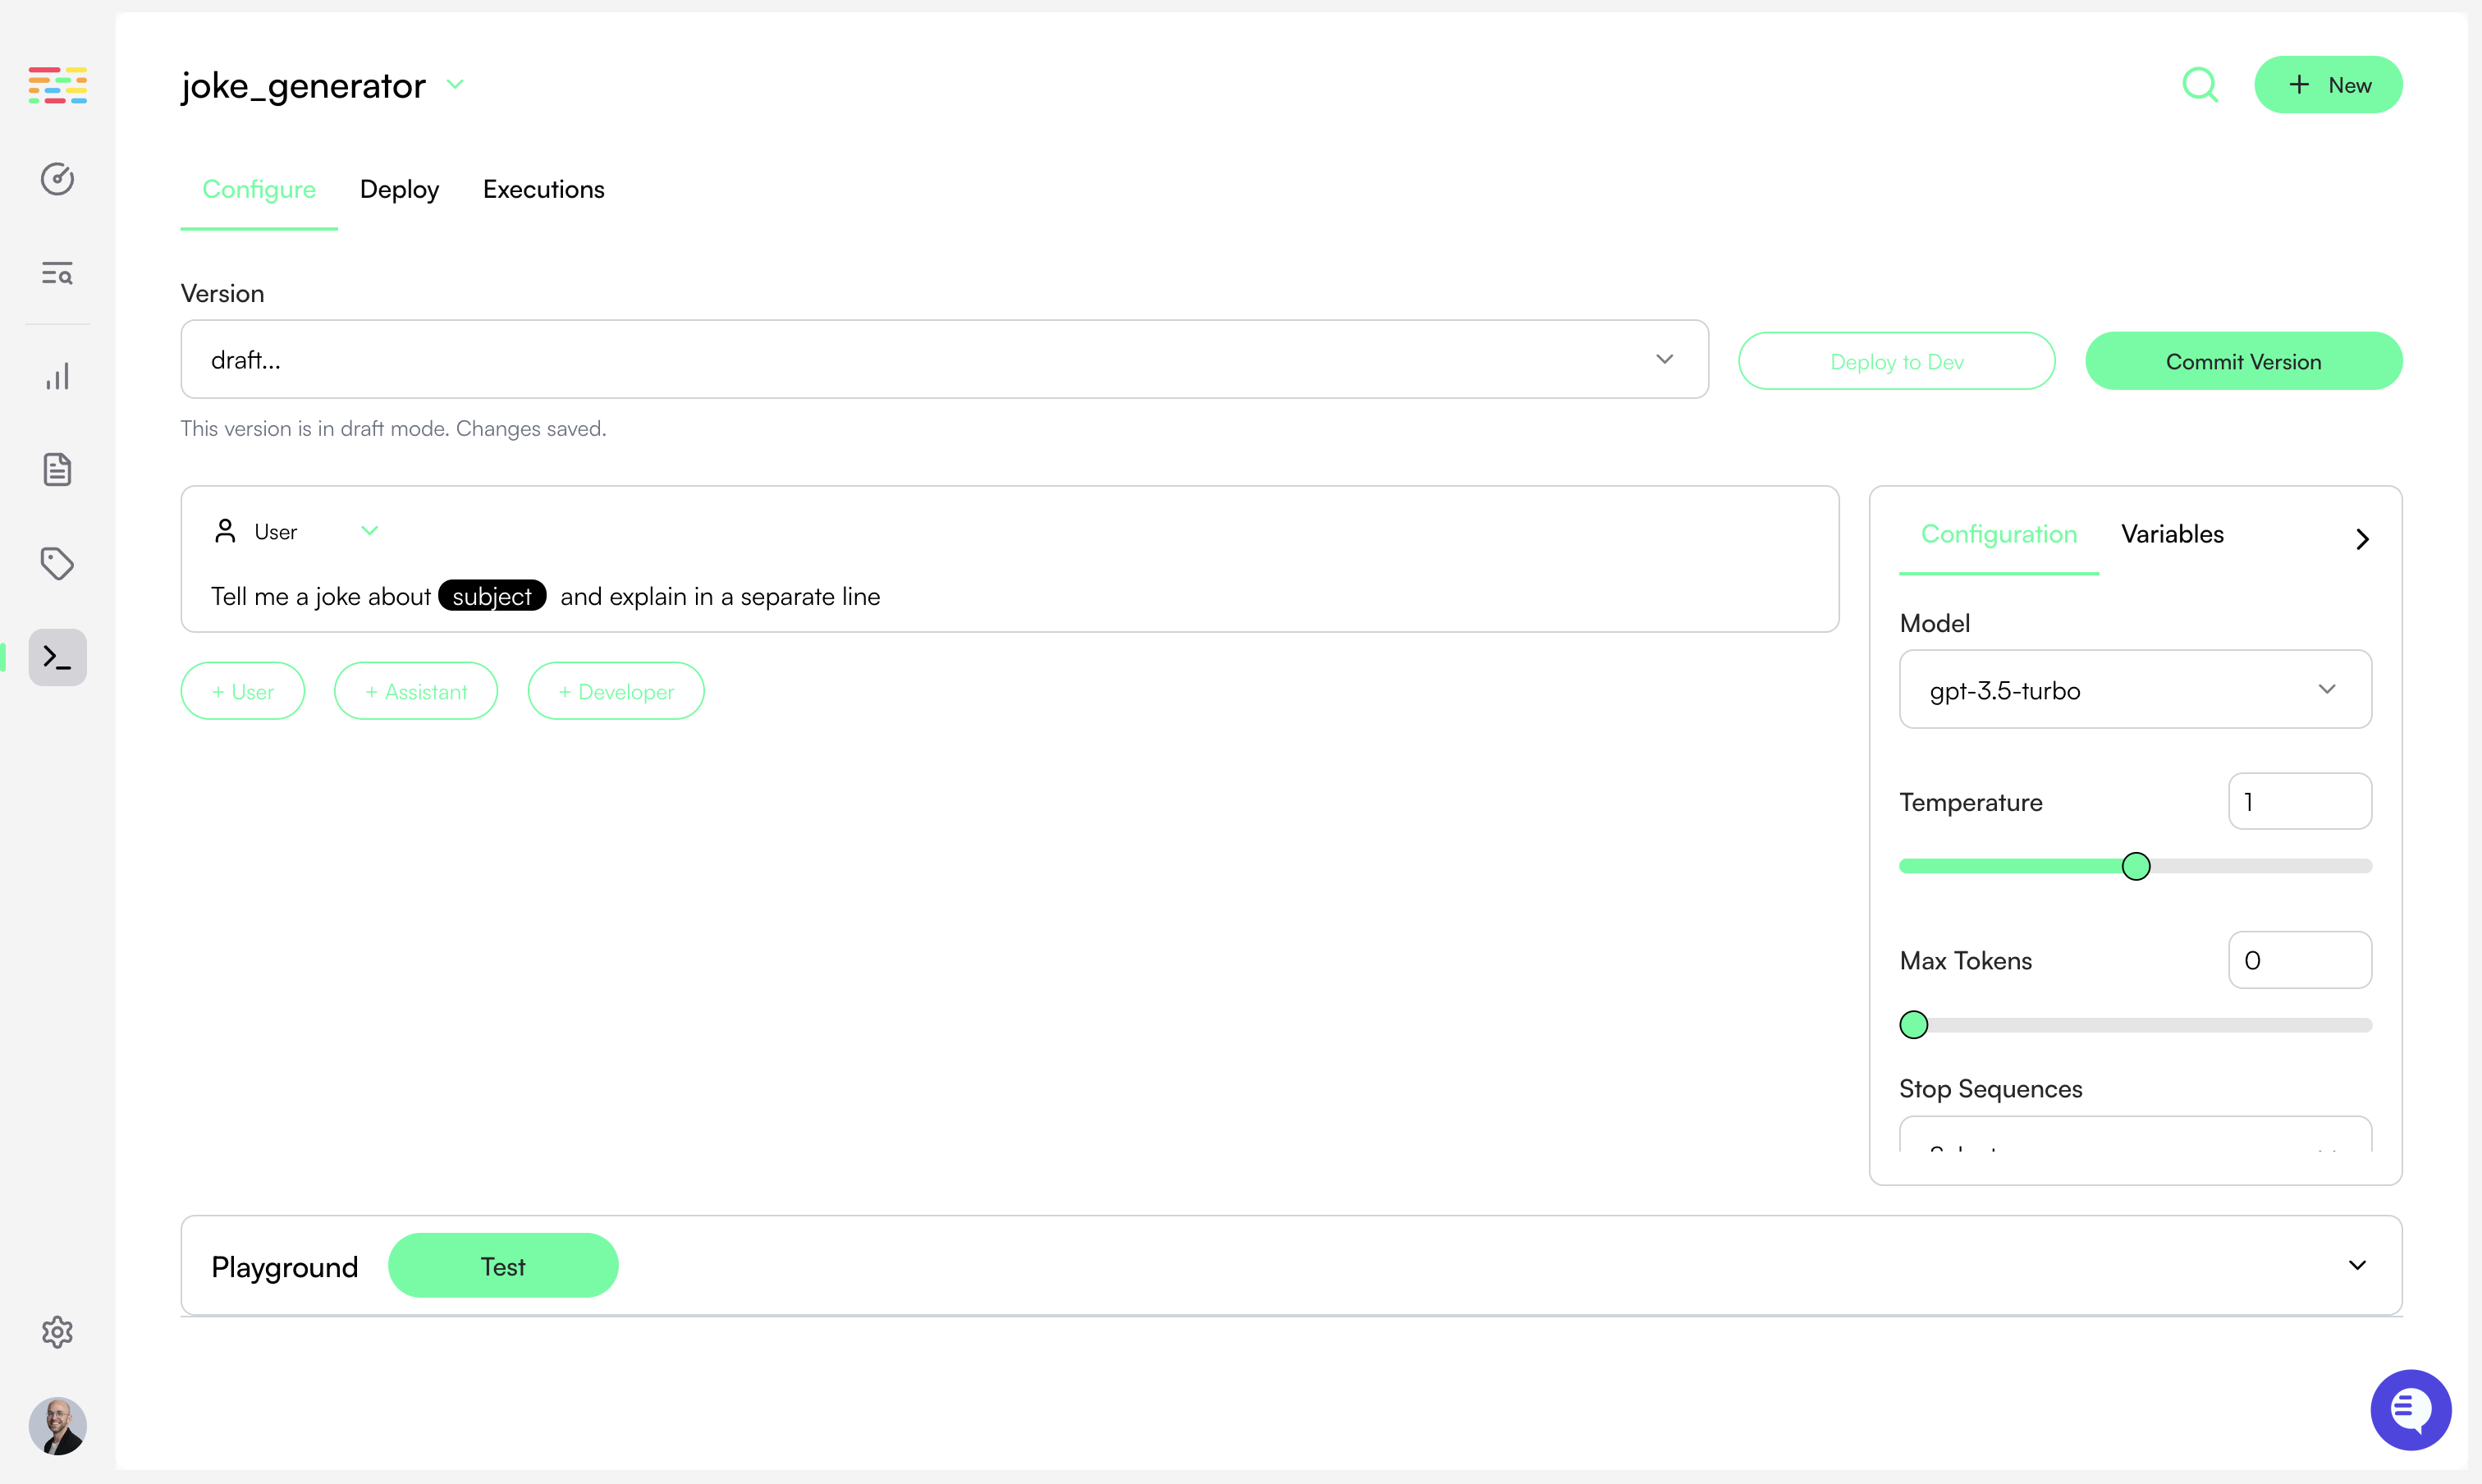 joke_generator
New
Configure Deploy Executions
Version
draft...
Deploy to Dev
Commit Version
This version is in draft mode. Changes saved.
User
Tell me a joke about subject and explain in a separate line
+ User
+ Assistant
+ Developer
Configuration Variables
Model
gpt-3.5-turbo
Temperature
1
Max Tokens
0
Stop Sequences
Playground
Test